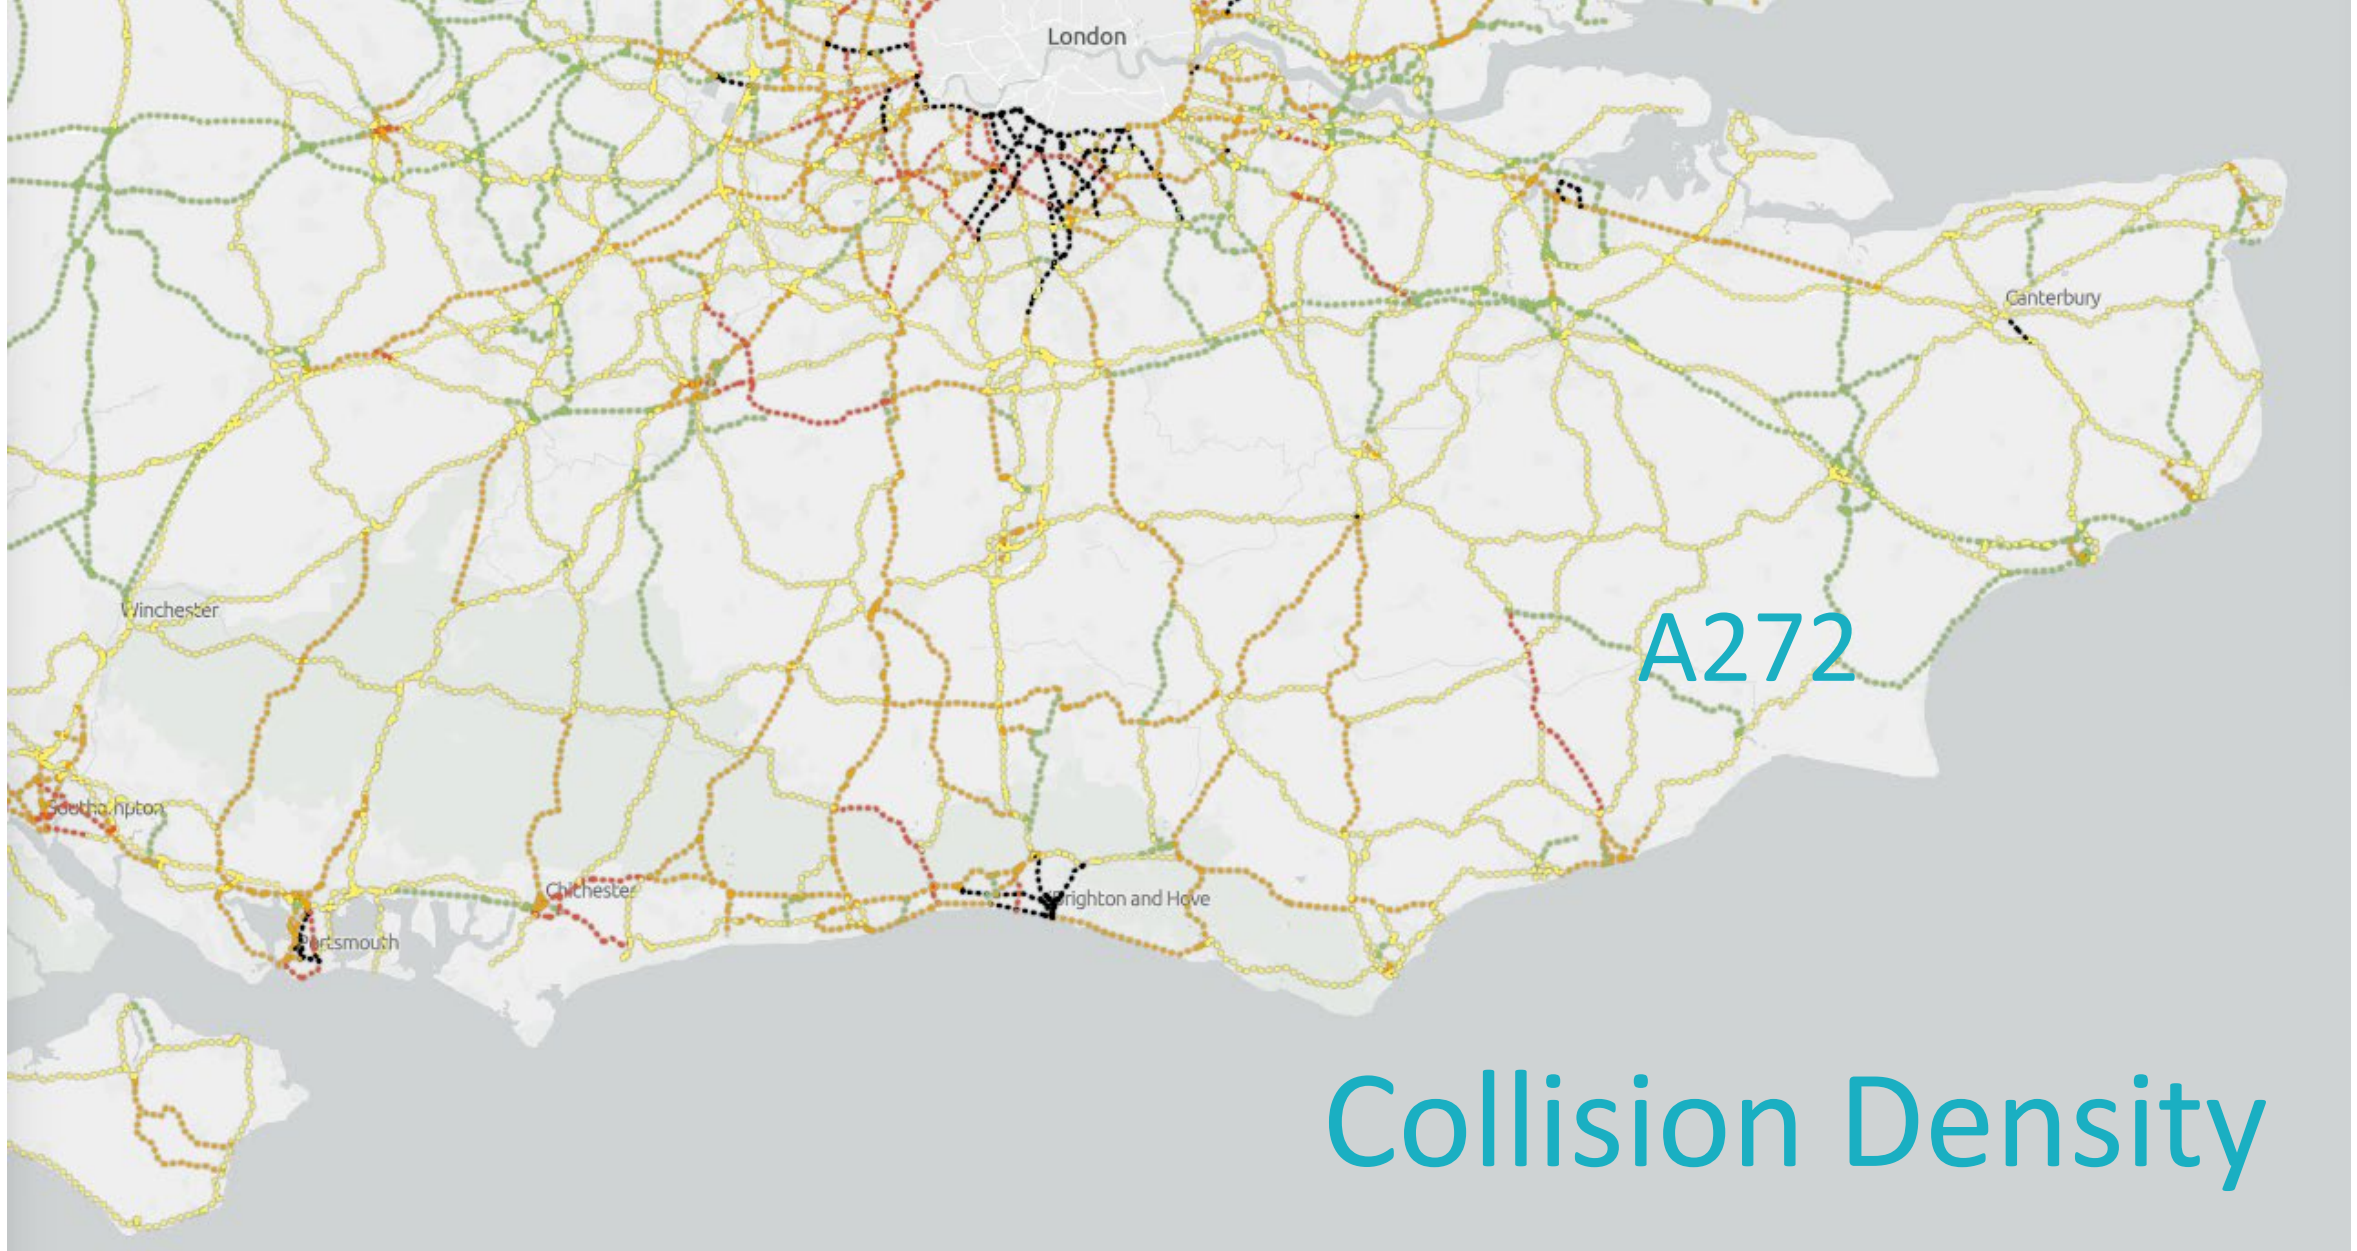 London
Canterbury
Winchester
A272
Southampton
Chichester
Brighton and Hove
Portsmouth
Collision Density